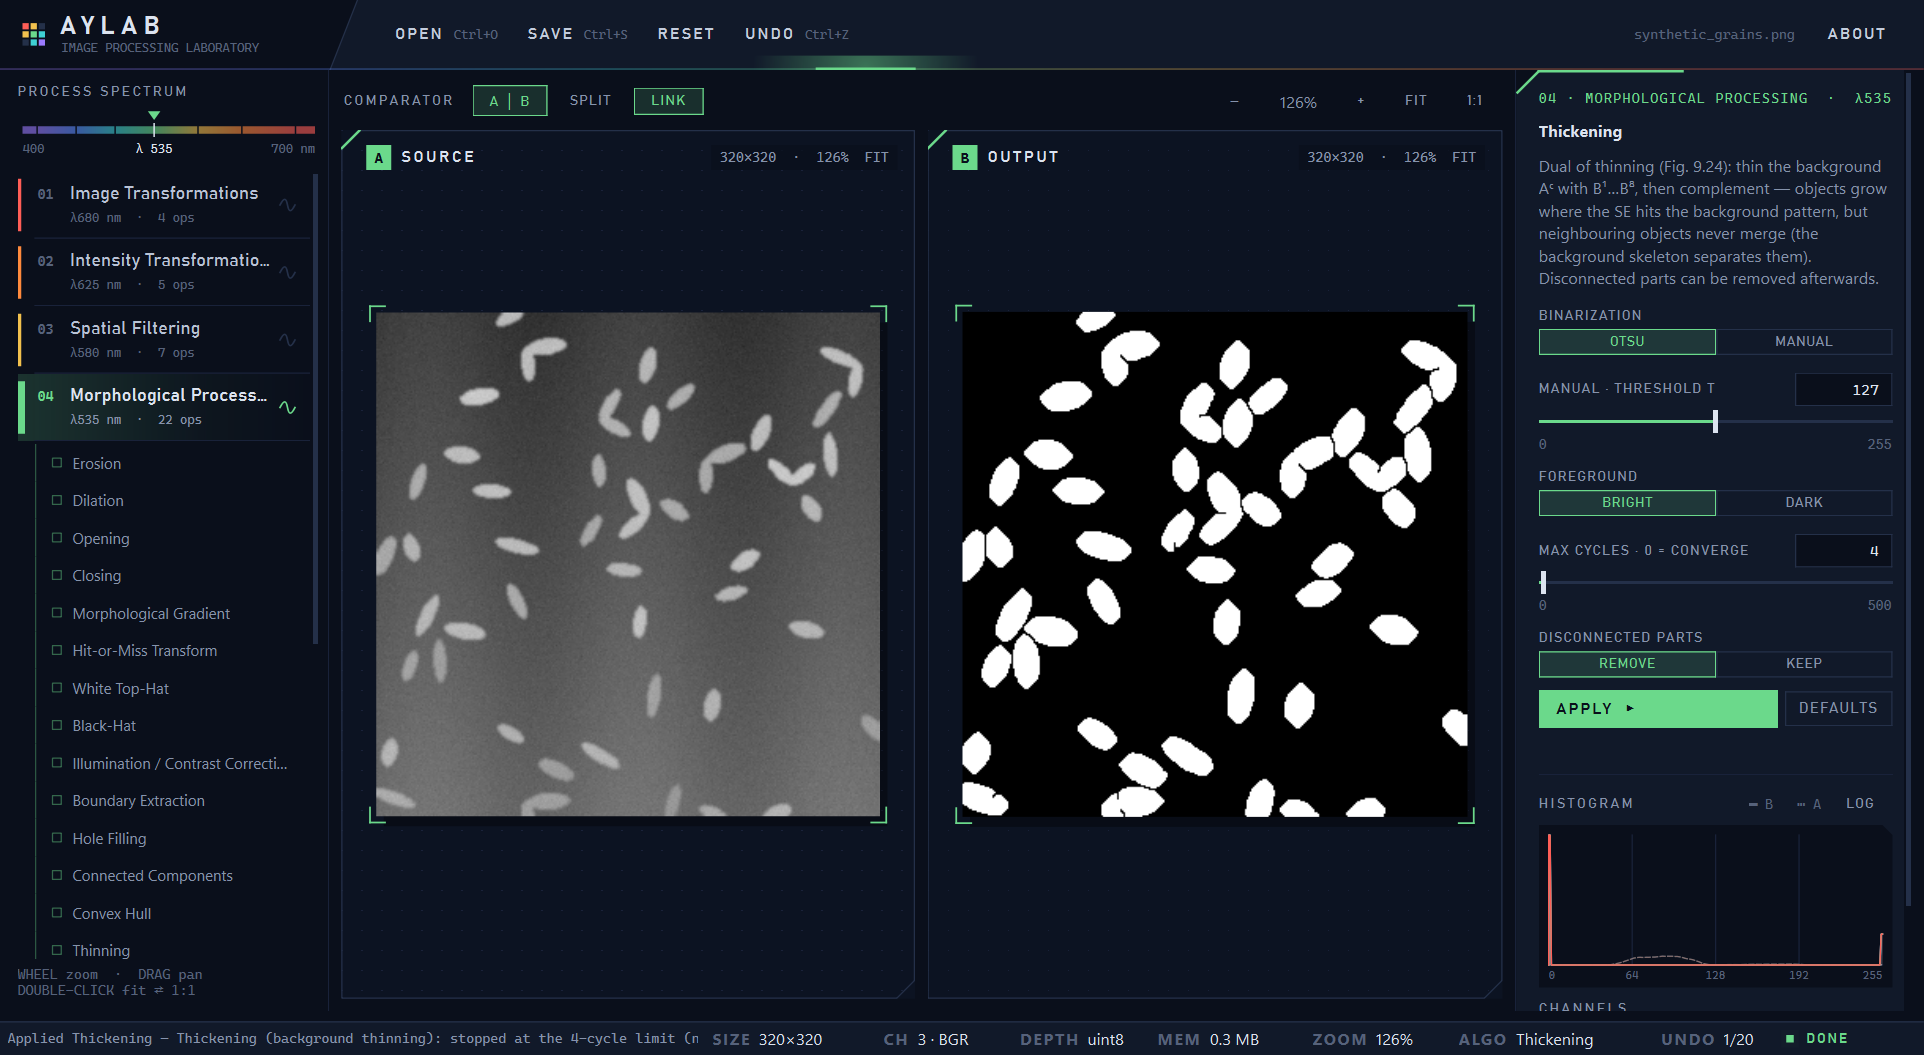 AYLAB
IMAGE PROCESSING LABORATORY
OPEN Ctrl+O SAVE Ctrl+S RESET UNDO Ctrl+Z
synthetic_grains.png ABOUT
PROCESS SPECTRUM
400 λ 535 700 nm
01 Image Transformations
λ680 nm · 4 ops
02 Intensity Transformatio...
λ625 nm · 5 ops
03 Spatial Filtering
λ580 nm · 7 ops
04 Morphological Process...
λ535 nm · 22 ops
Erosion
Dilation
Opening
Closing
Morphological Gradient
Hit-or-Miss Transform
White Top-Hat
Black-Hat
Illumination / Contrast Correcti...
Boundary Extraction
Hole Filling
Connected Components
Convex Hull
Thinning
WHEEL zoom · DRAG pan
DOUBLE-CLICK fit ⇄ 1:1
COMPARATOR A | B SPLIT LINK
− 126% + FIT 1:1
A SOURCE 320×320 · 126% FIT
B OUTPUT 320×320 · 126% FIT
04 · MORPHOLOGICAL PROCESSING · λ535
Thickening
Dual of thinning (Fig. 9.24): thin the background
Aᶜ with B¹…B⁸, then complement — objects grow
where the SE hits the background pattern, but
neighbouring objects never merge (the
background skeleton separates them).
Disconnected parts can be removed afterwards.
BINARIZATION
OTSU MANUAL
MANUAL · THRESHOLD T 127
0 255
FOREGROUND
BRIGHT DARK
MAX CYCLES · 0 = CONVERGE 4
0 500
DISCONNECTED PARTS
REMOVE KEEP
APPLY ▸ DEFAULTS
HISTOGRAM B A LOG
0 64 128 192 255
CHANNELS
Applied Thickening — Thickening (background thinning): stopped at the 4-cycle limit (n
SIZE 320×320 CH 3 · BGR DEPTH uint8 MEM 0.3 MB ZOOM 126% ALGO Thickening UNDO 1/20 DONE